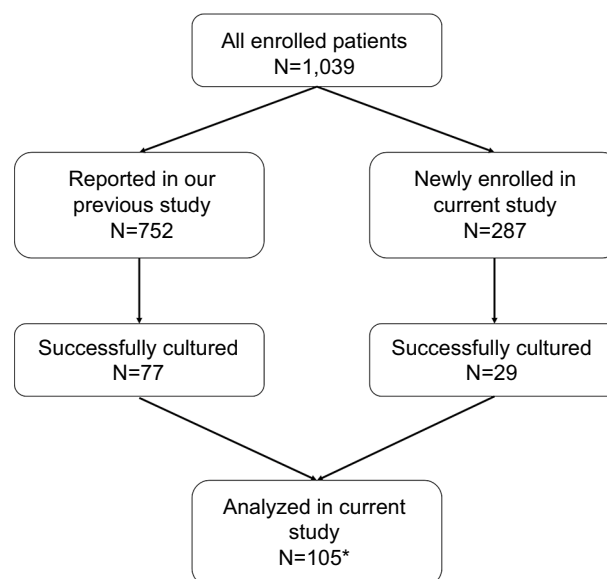 All enrolled patients
N=1,039
Reported in our
previous study
N=752
Newly enrolled in
current study
N=287
Successfully cultured
N=77
Successfully cultured
N=29
Analyzed in current
study
N=105*